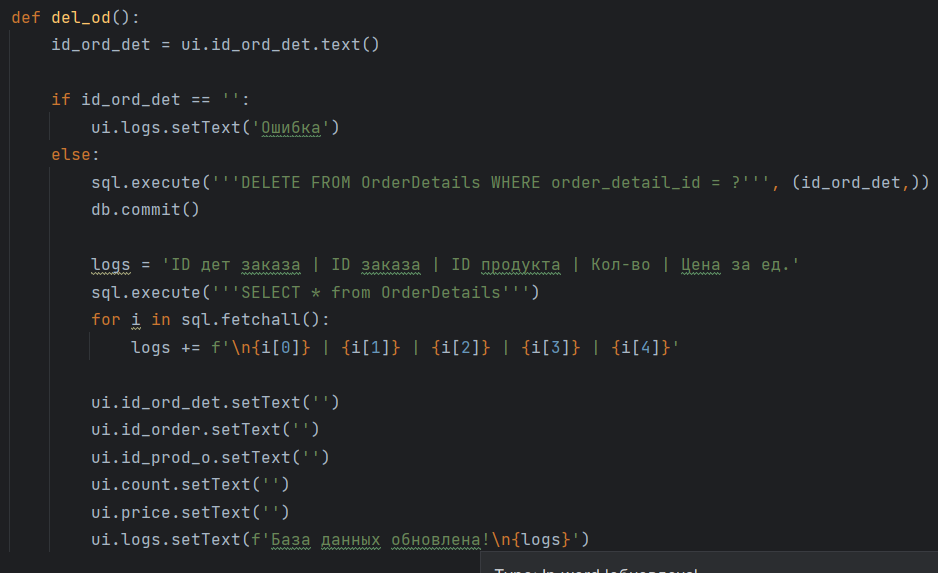 def del_od():
    id_ord_det = ui.id_ord_det.text()

    if id_ord_det == '':
        ui.logs.setText('Ошибка')
    else:
        sql.execute('''DELETE FROM OrderDetails WHERE order_detail_id = ?''', (id_ord_det,))
        db.commit()

        logs = 'ID дет заказа | ID заказа | ID продукта | Кол-во | Цена за ед.'
        sql.execute('''SELECT * from OrderDetails''')
        for i in sql.fetchall():
            logs += f'\n{i[0]} | {i[1]} | {i[2]} | {i[3]} | {i[4]}'

        ui.id_ord_det.setText('')
        ui.id_order.setText('')
        ui.id_prod_o.setText('')
        ui.count.setText('')
        ui.price.setText('')
        ui.logs.setText(f'База данных обновлена!\n{logs}')